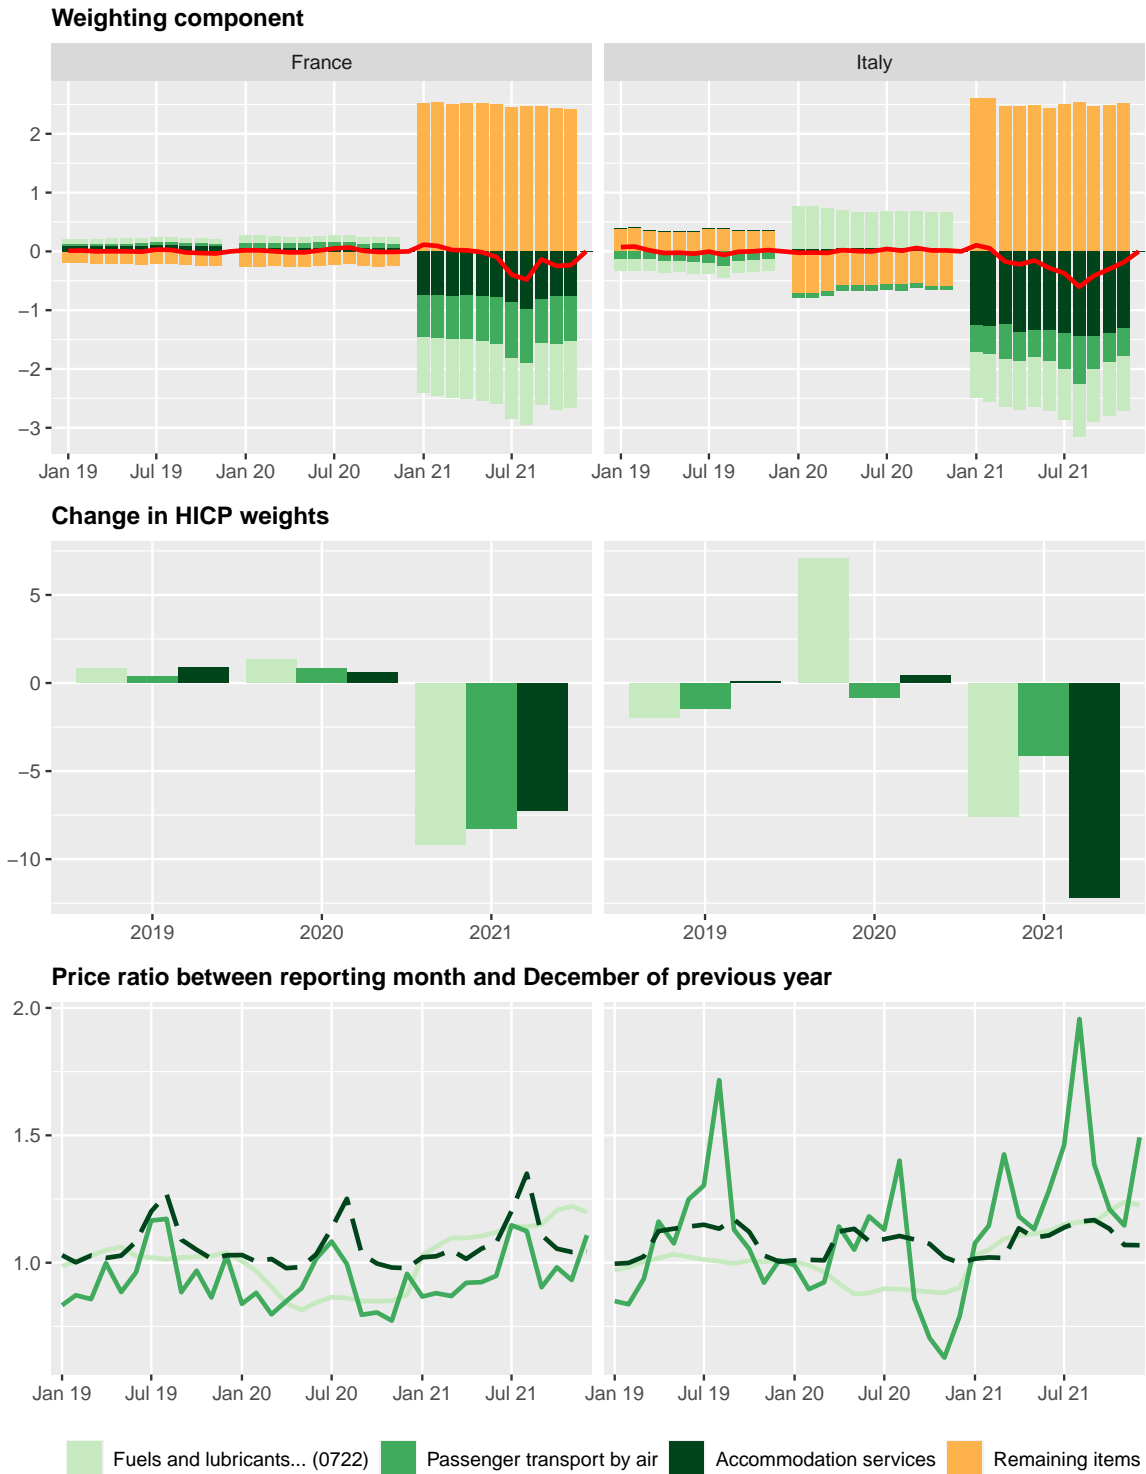 Weighting component
France Italy
2
1
0
−1
−2
−3
Jan 19 Jul 19 Jan 20 Jul 20 Jan 21 Jul 21 Jan 19 Jul 19 Jan 20 Jul 20 Jan 21 Jul 21
Change in HICP weights
5
0
−5
−10
2019 2020 2021 2019 2020 2021
Price ratio between reporting month and December of previous year
2.0
1.5
1.0
Jan 19 Jul 19 Jan 20 Jul 20 Jan 21 Jul 21 Jan 19 Jul 19 Jan 20 Jul 20 Jan 21 Jul 21
Fuels and lubricants... (0722) Passenger transport by air Accommodation services Remaining items